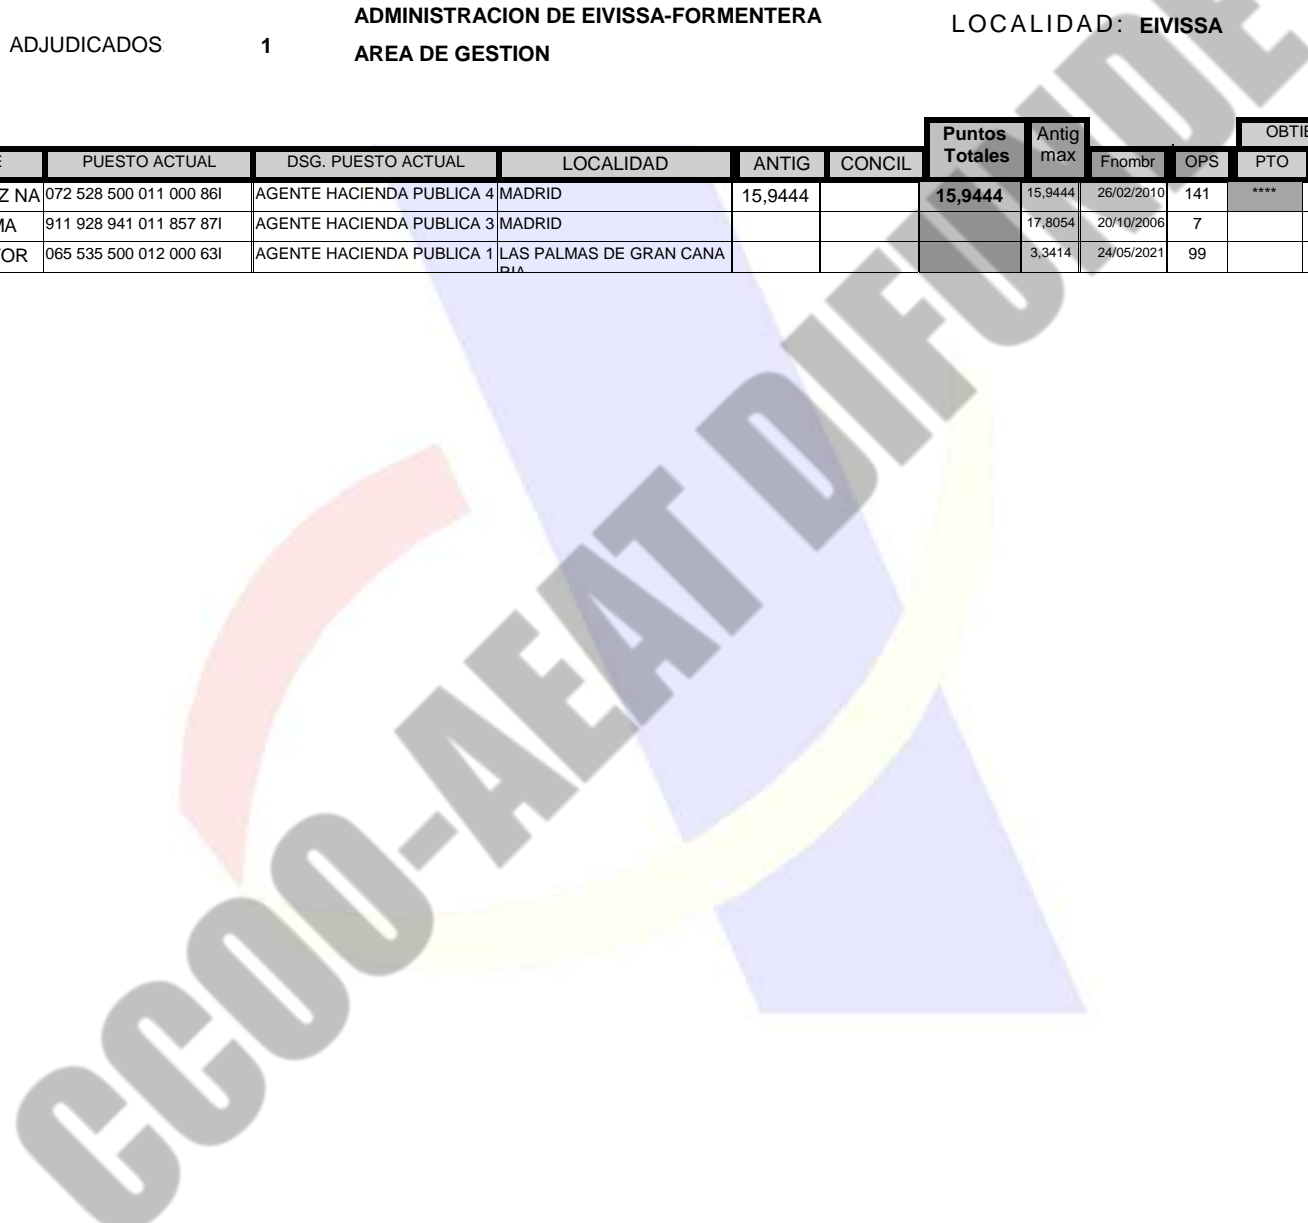 ADMINISTRACION DE EIVISSA-FORMENTERA
LOCALIDAD: EIVISSA
ADJUDICADOS: 1
AREA DE GESTION
Puntos Totales Antig max OBTIE
E PUESTO ACTUAL DSG. PUESTO ACTUAL LOCALIDAD ANTIG CONCIL Fnombr OPS PTO
Z NA 072 528 500 011 000 86I AGENTE HACIENDA PUBLICA 4 MADRID 15,9444 15,9444 15,9444 26/02/2010 141 ****
MA 911 928 941 011 857 87I AGENTE HACIENDA PUBLICA 3 MADRID 17,8054 20/10/2006 7
TOR 065 535 500 012 000 63I AGENTE HACIENDA PUBLICA 1 LAS PALMAS DE GRAN CANA 3,3414 24/05/2021 99
RIA
CCOO-AEAT DIFUNDE